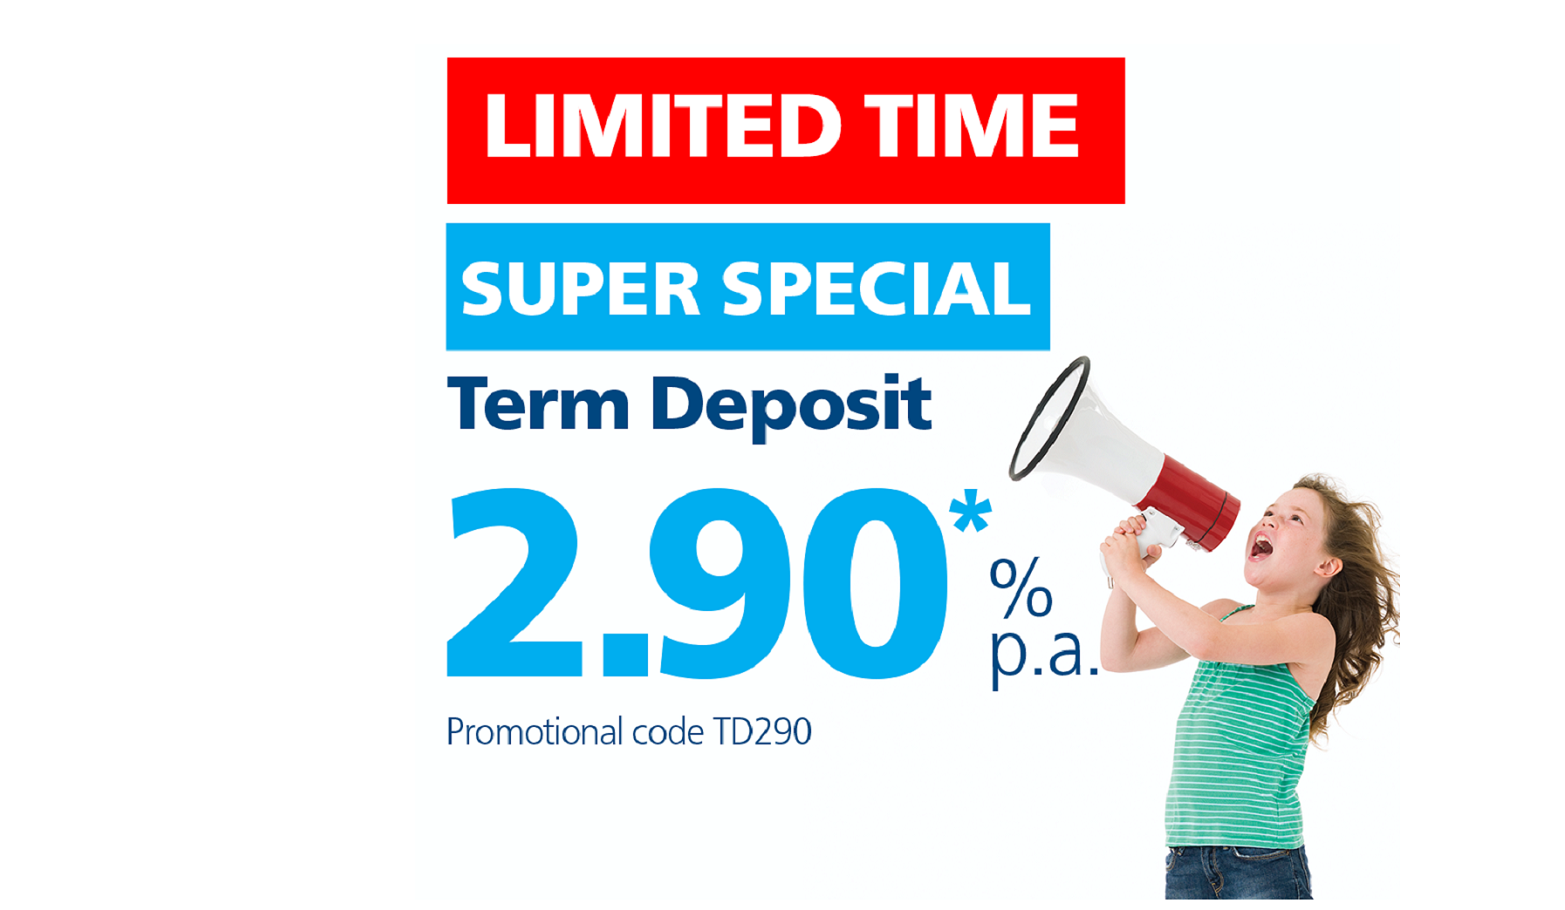 LIMITED TIME
SUPER SPECIAL
Term Deposit
2.90*
%
p.a.
Promotional code TD290